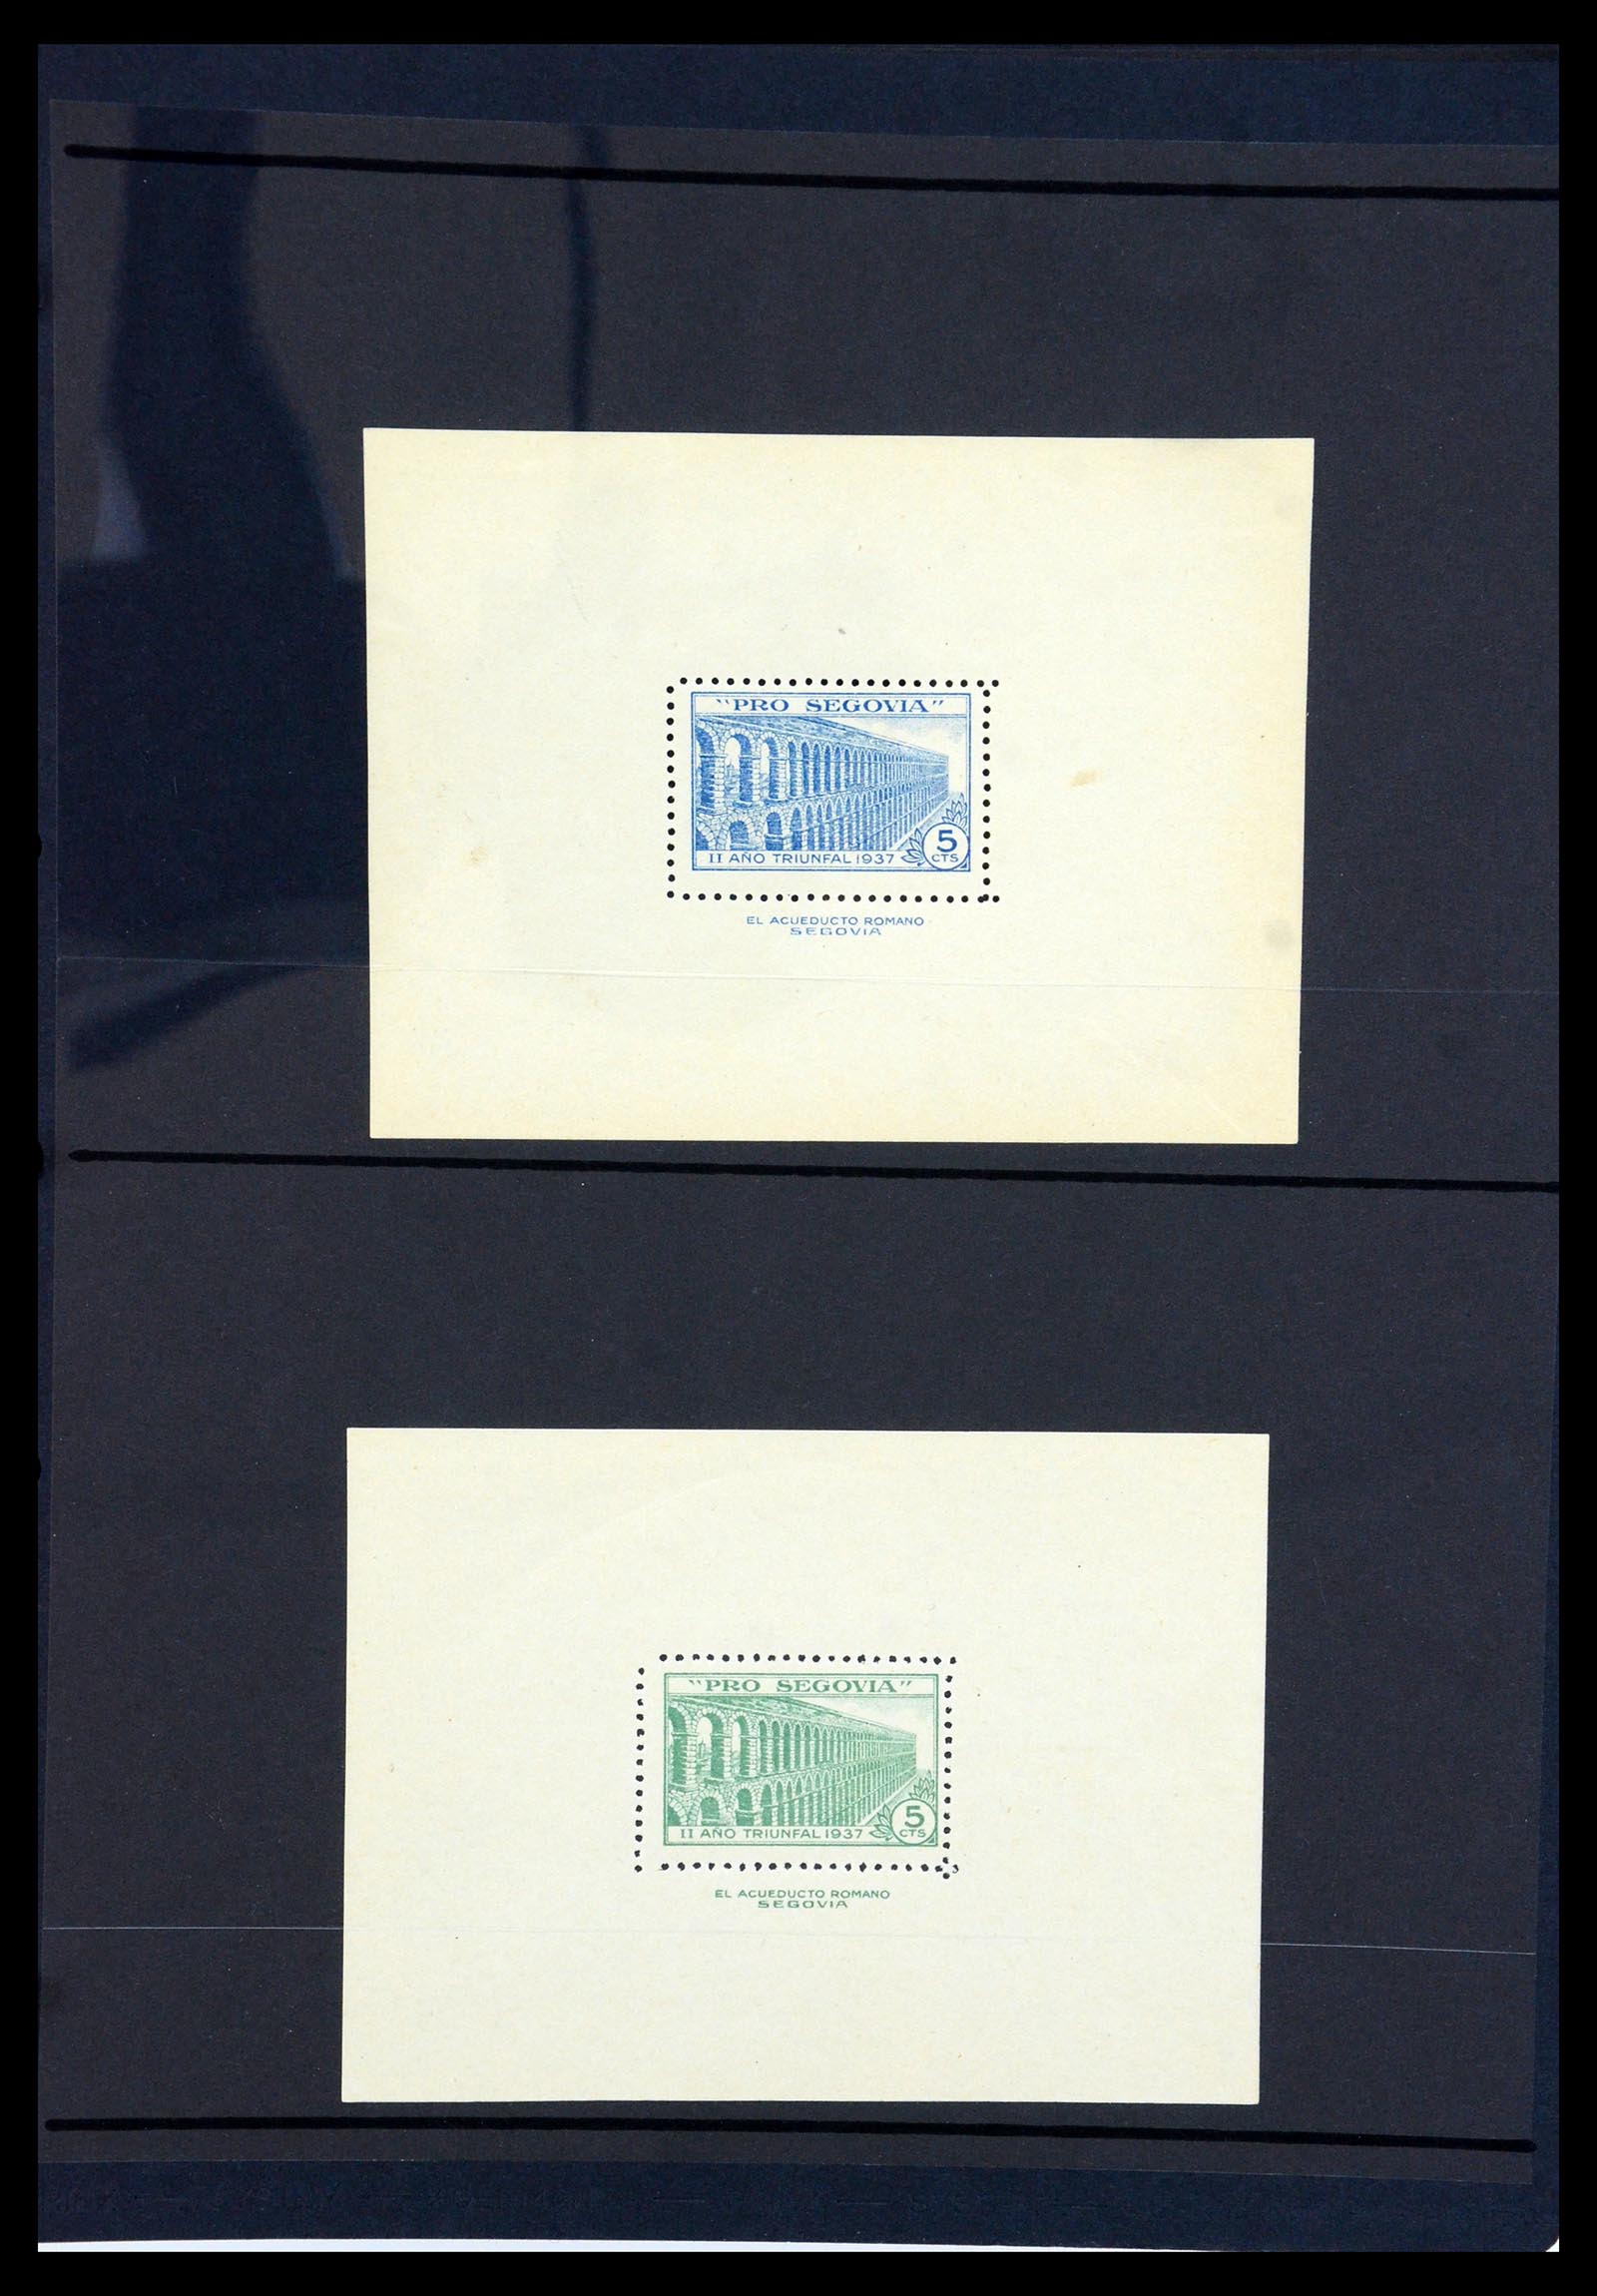 "PRO SEGOVIA"
5
CTS
II AÑO TRIUNFAL 1937
EL ACUEDUCTO ROMANO
SEGOVIA
"PRO SEGOVIA"
5
CTS
II AÑO TRIUNFAL 1937
EL ACUEDUCTO ROMANO
SEGOVIA